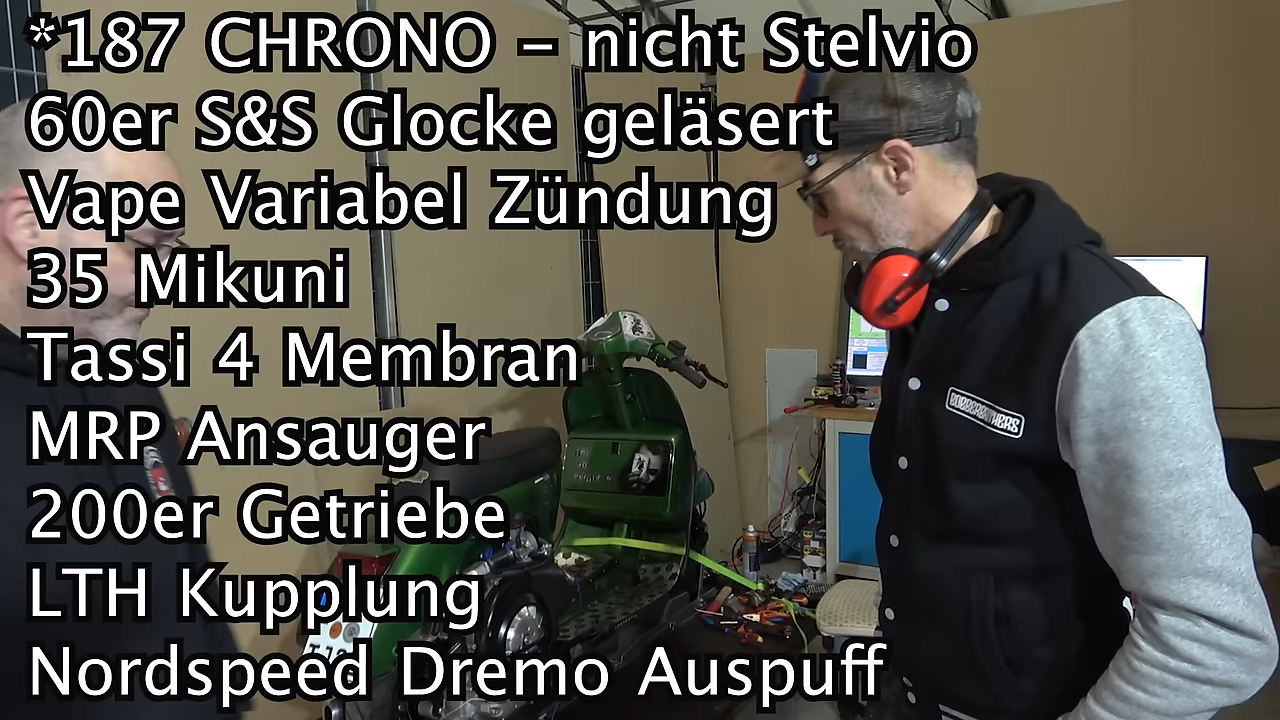 *187 CHRONO – nicht Stelvio
60er S&S Glocke geläsert
Vape Variabel Zündung
35 Mikuni
Tassi 4 Membran
MRP Ansauger
200er Getriebe
LTH Kupplung
Nordspeed Dremo Auspuff